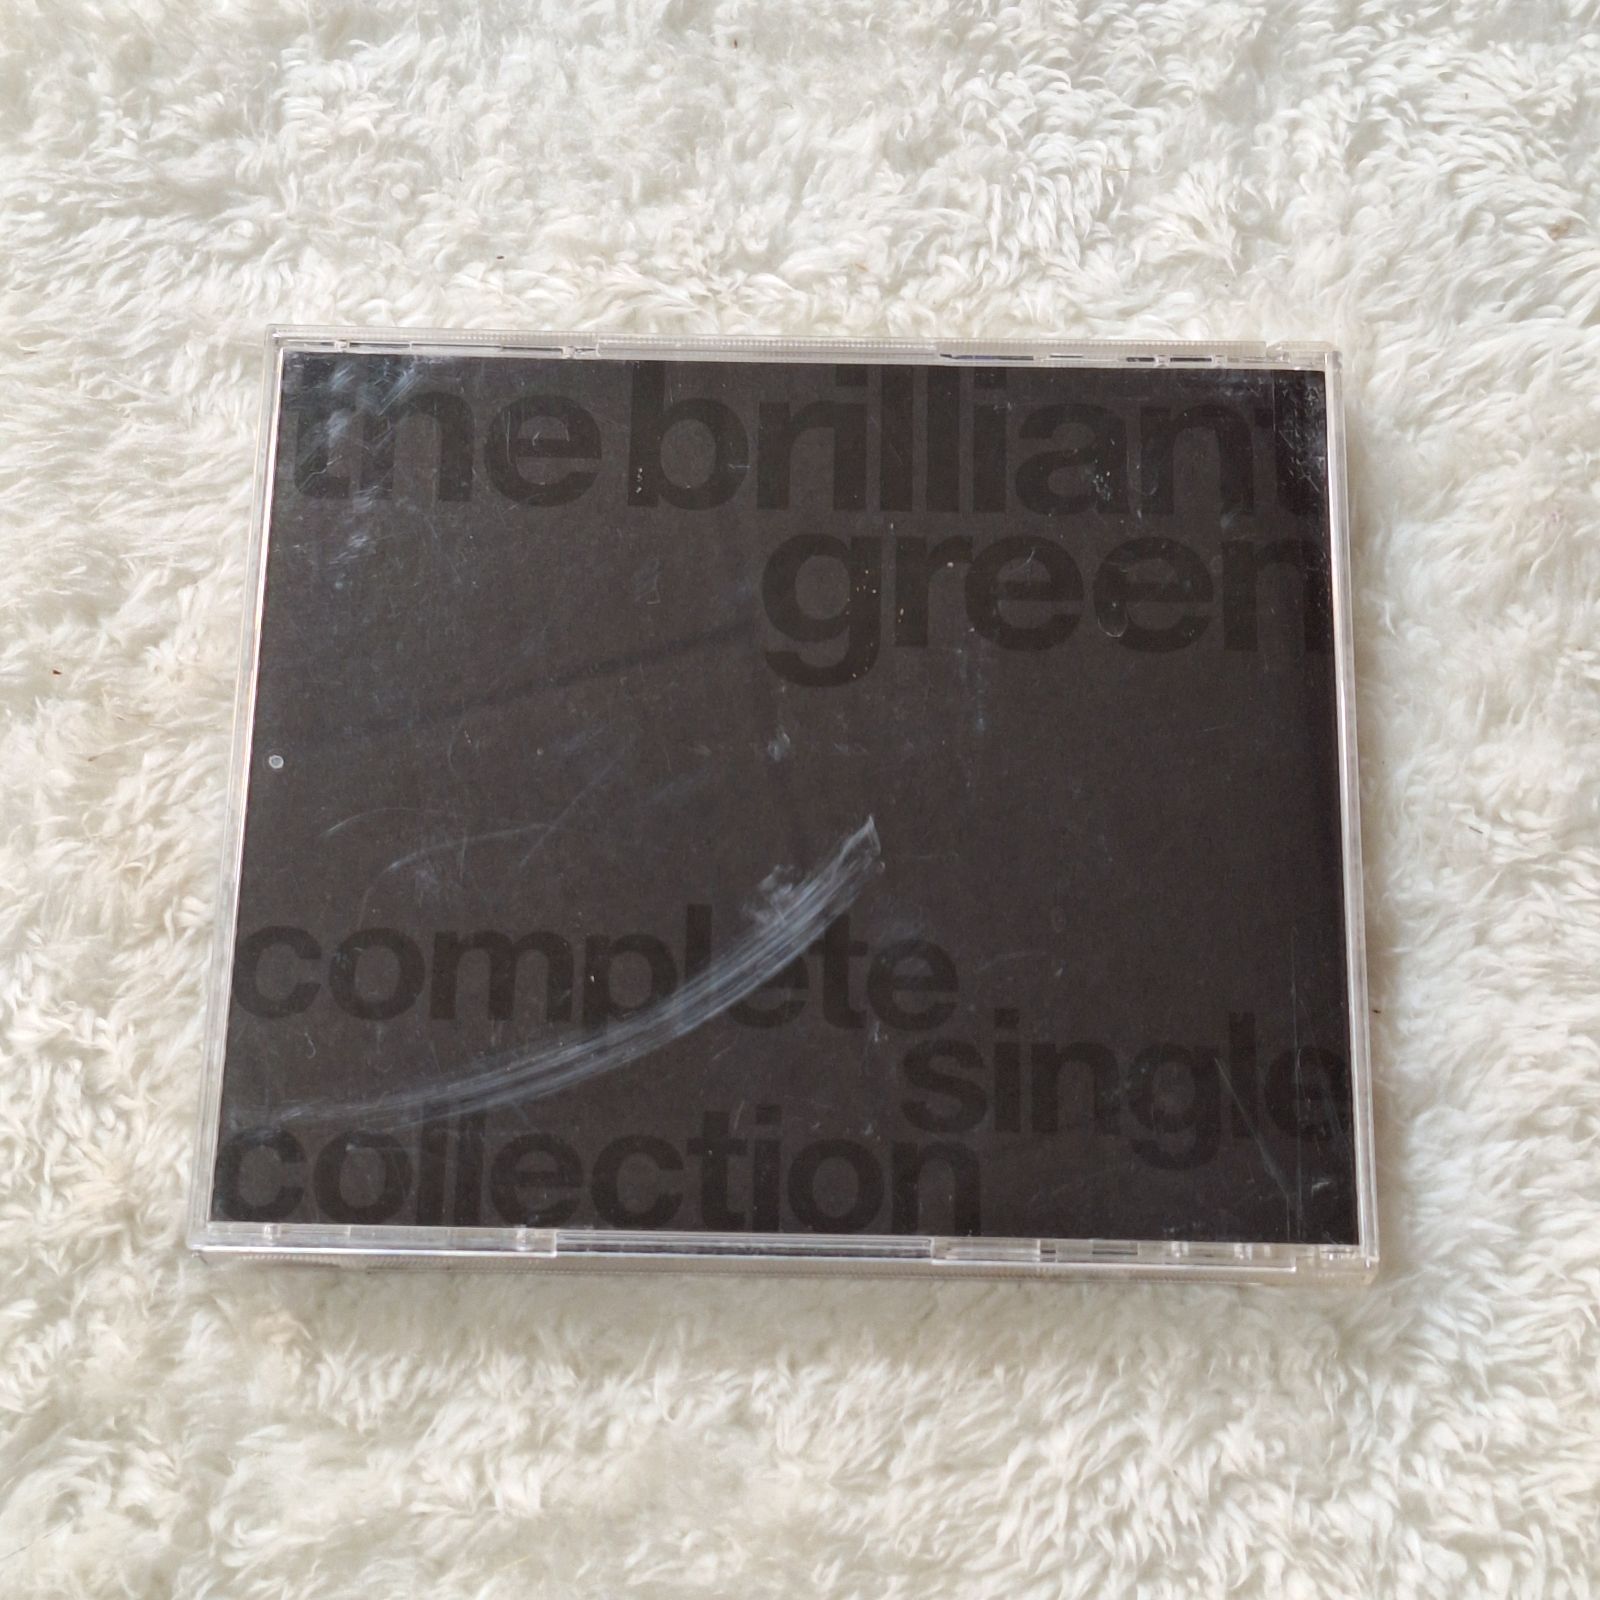 the brilliant
green
complete
single
collection